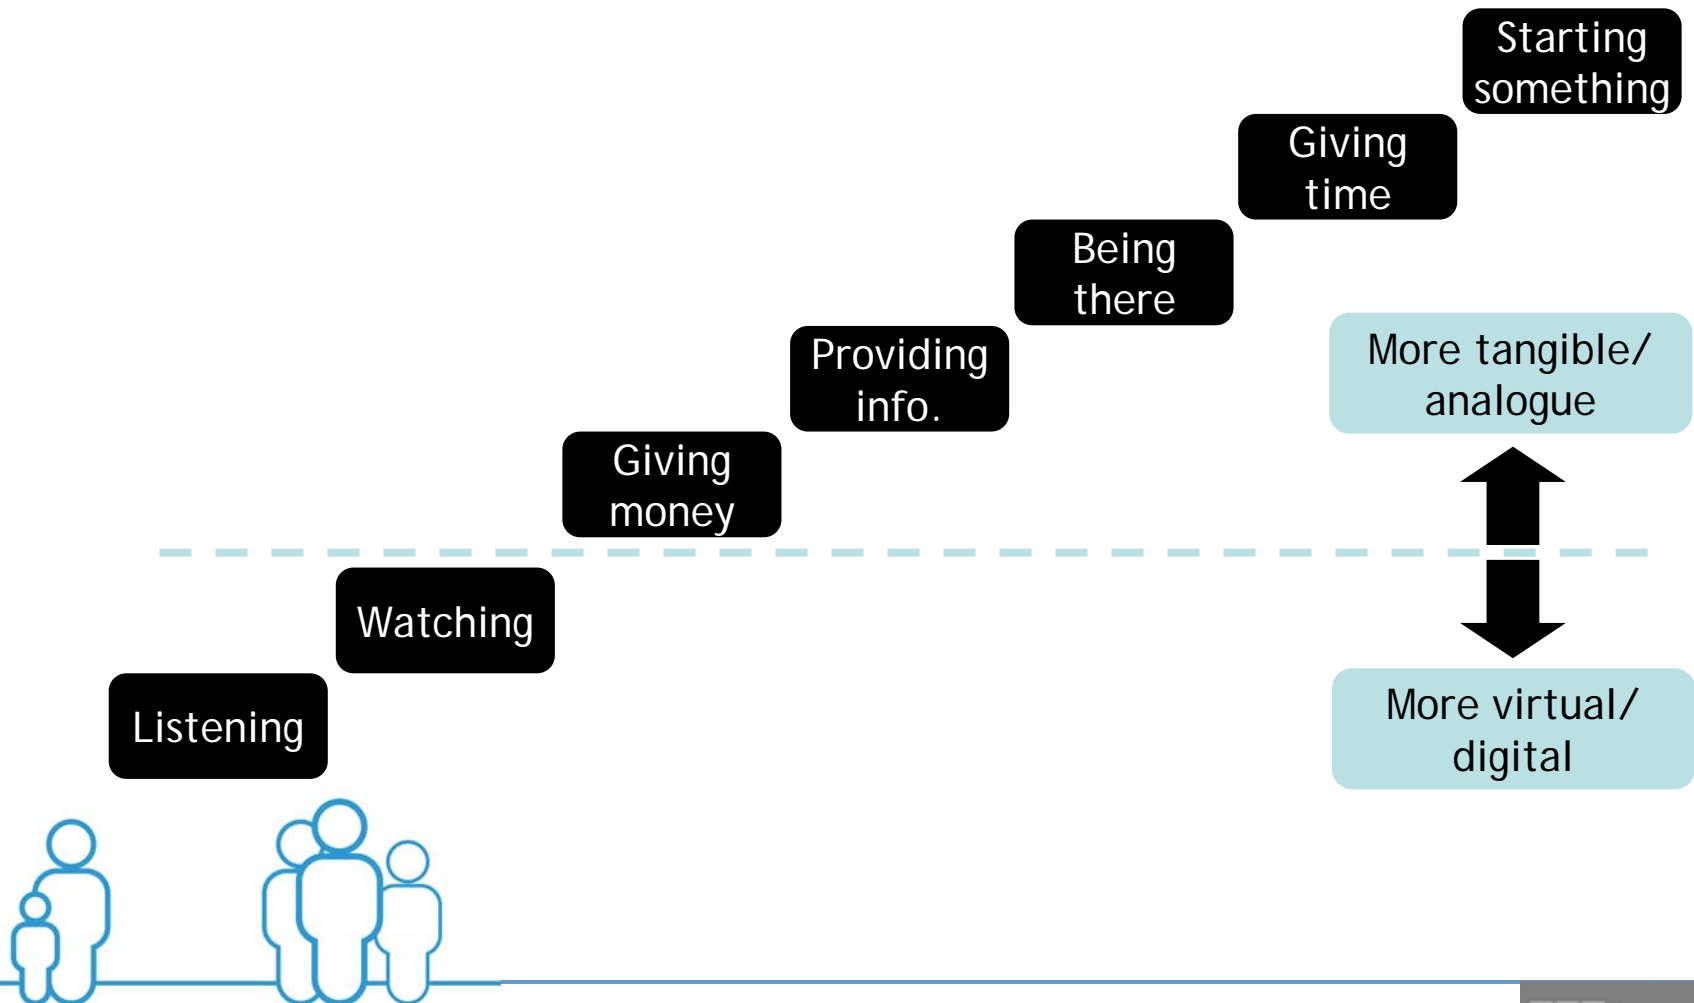 Starting
something
Giving
time
Being
there
Providing
info.
More tangible/
analogue
Giving
money
Watching
Listening
More virtual/
digital